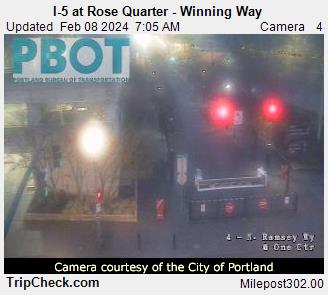 I-5 at Rose Quarter - Winning Way
Updated Feb 08 2024 7:05 AM Camera 4
PBOT
PORTLAND BUREAU OF TRANSPORTATION
4 - N. Ramsey Wy
@ One Ctr
Camera courtesy of the City of Portland
TripCheck.com Milepost302.00